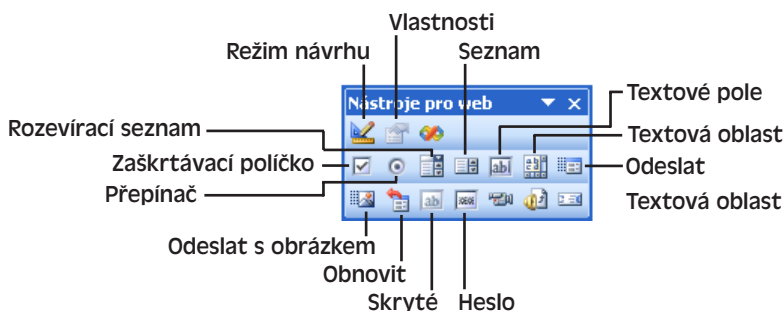 Vlastnosti
Režim návrhu
Seznam
Nástroje pro web
Textové pole
Rozevírací seznam
Textová oblast
Zaškrtávací políčko
Odeslat
Přepínač
Textová oblast
Odeslat s obrázkem
Obnovit
Skryté
Heslo